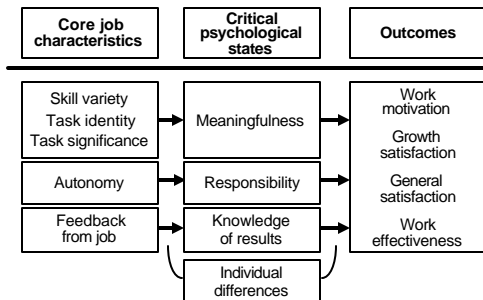 Core job
characteristics
Critical
psychological
states
Outcomes
Skill variety
Task identity
Task significance
Meaningfulness
Work
motivation
Growth
satisfaction
General
satisfaction
Work
effectiveness
Autonomy
Responsibility
Feedback
from job
Knowledge
of results
Individual
differences